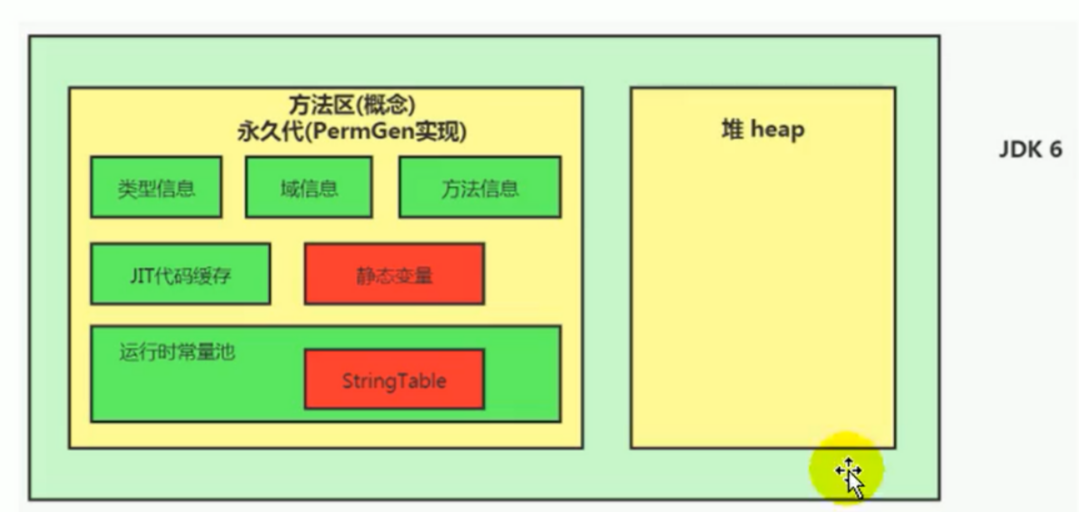 方法区(概念)
永久代(PermGen实现)
类型信息
域信息
方法信息
JIT代码缓存
静态变量
运行时常量池
StringTable
堆 heap
JDK 6